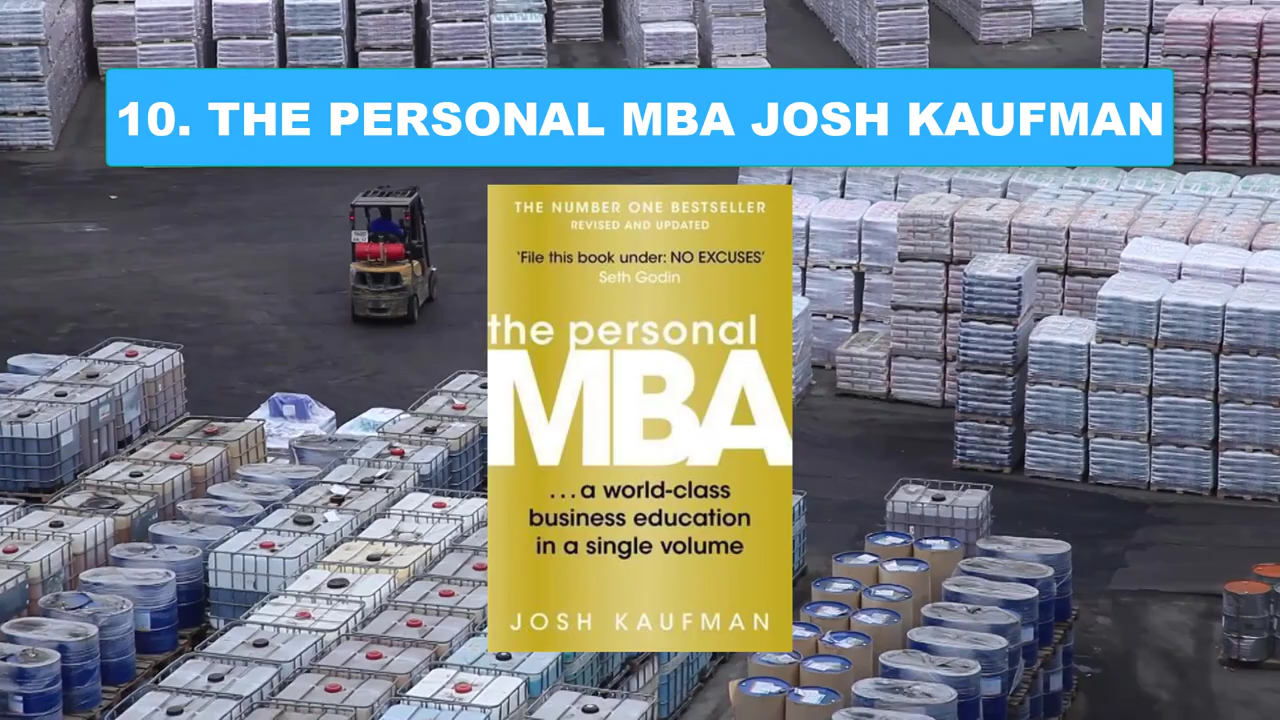 10. THE PERSONAL MBA JOSH KAUFMAN
THE NUMBER ONE BESTSELLER
REVISED AND UPDATED
'File this book under: NO EXCUSES'
Seth Godin
the personal
MBA
...a world-class
business education
in a single volume
JOSH KAUFMAN